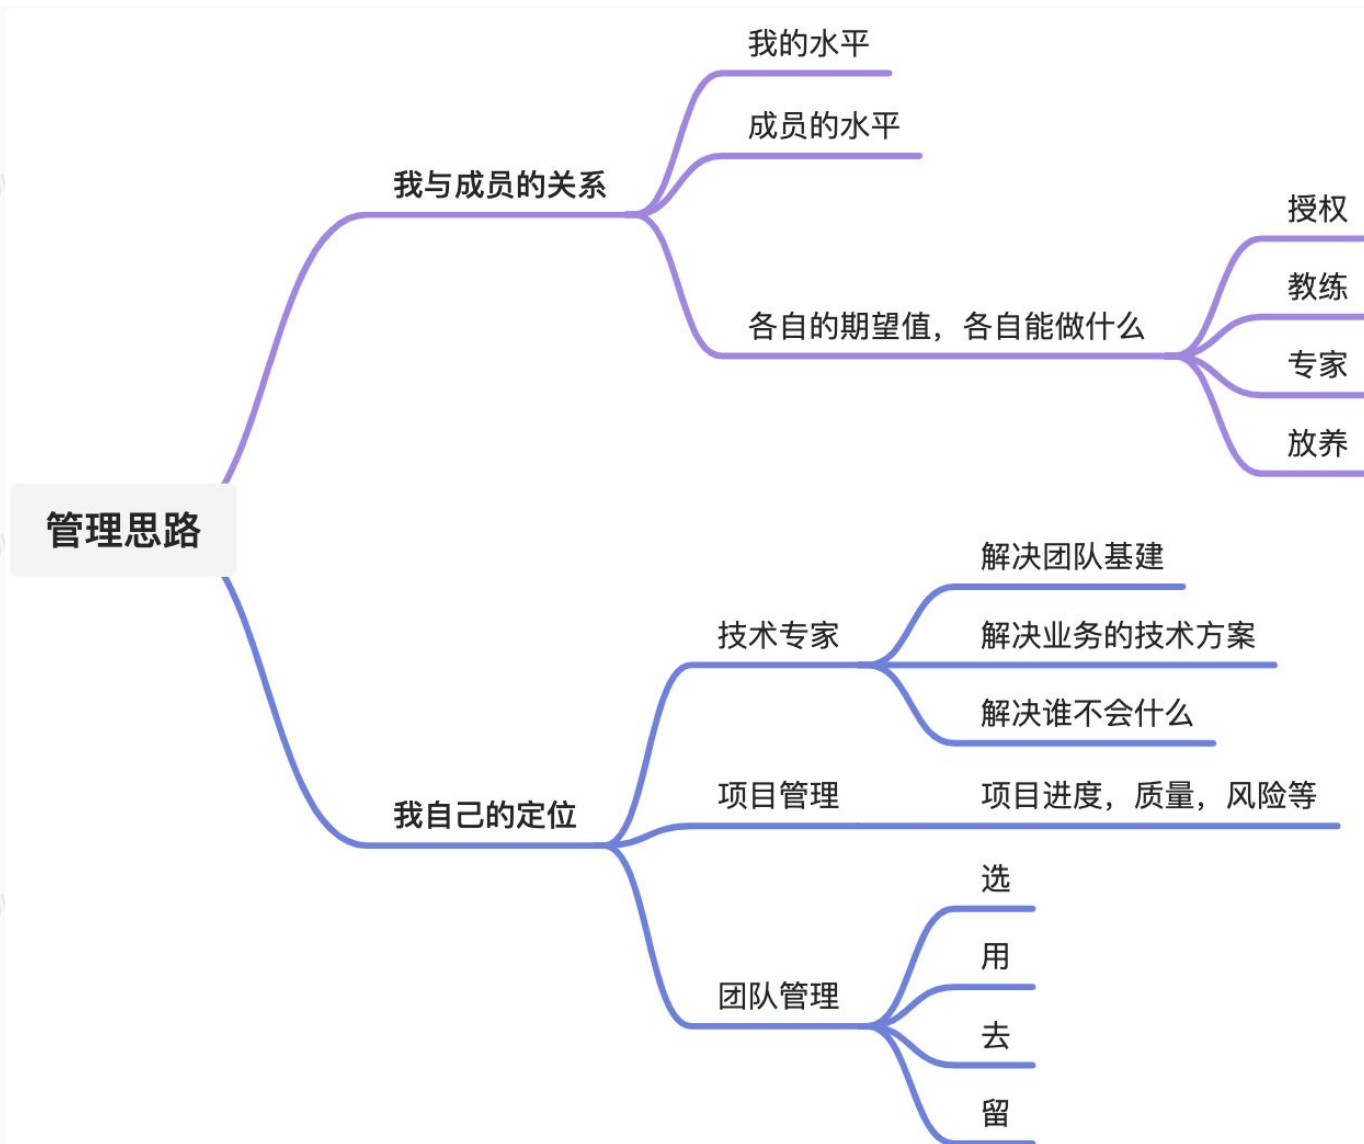 管理思路
我与成员的关系
我的水平
成员的水平
各自的期望值，各自能做什么
授权
教练
专家
放养
我自己的定位
技术专家
解决团队基建
解决业务的技术方案
解决谁不会什么
项目管理
项目进度，质量，风险等
团队管理
选
用
去
留